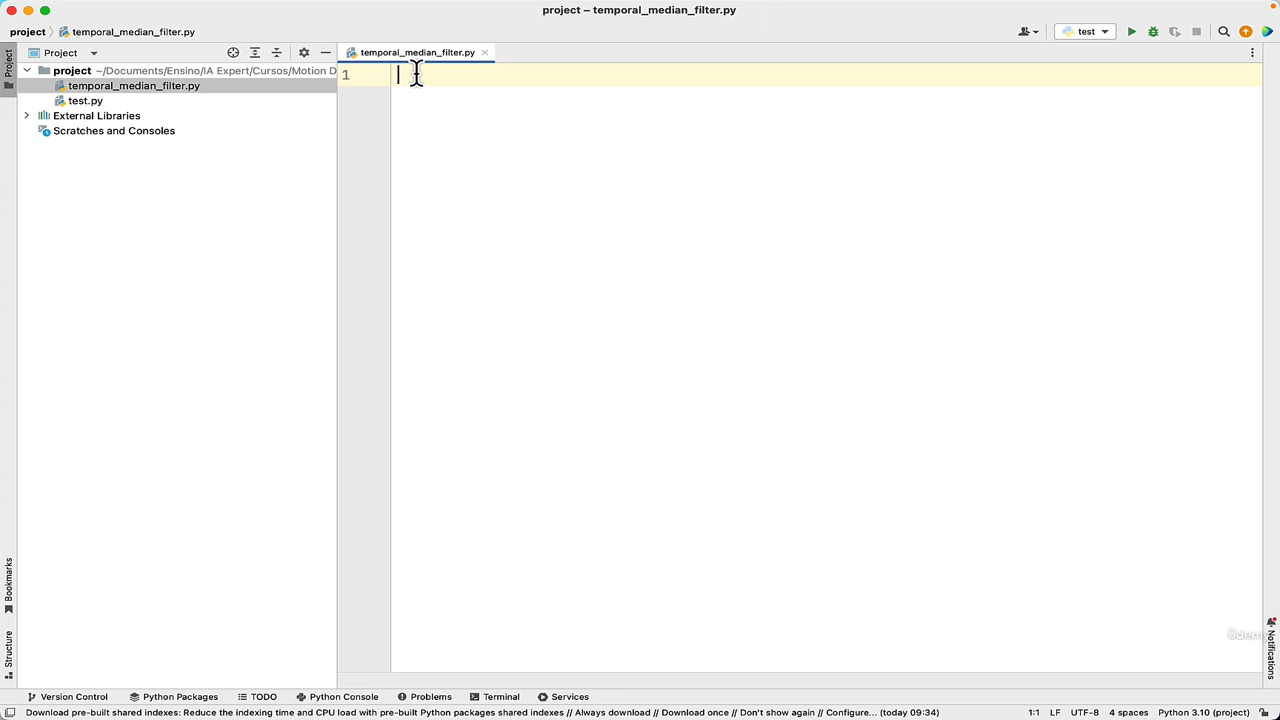 project – temporal_median_filter.py
project
temporal_median_filter.py
test
Project
temporal_median_filter.py
project ~/Documents/Ensino/IA Expert/Cursos/Motion D
temporal_median_filter.py
test.py
External Libraries
Scratches and Consoles
1
Project
Bookmarks
Structure
Notifications
Udemy
Version Control
Python Packages
TODO
Python Console
Problems
Terminal
Services
Download pre-built shared indexes: Reduce the indexing time and CPU load with pre-built Python packages shared indexes // Always download // Download once // Don't show again // Configure... (today 09:34)
1:1
LF
UTF-8
4 spaces
Python 3.10 (project)